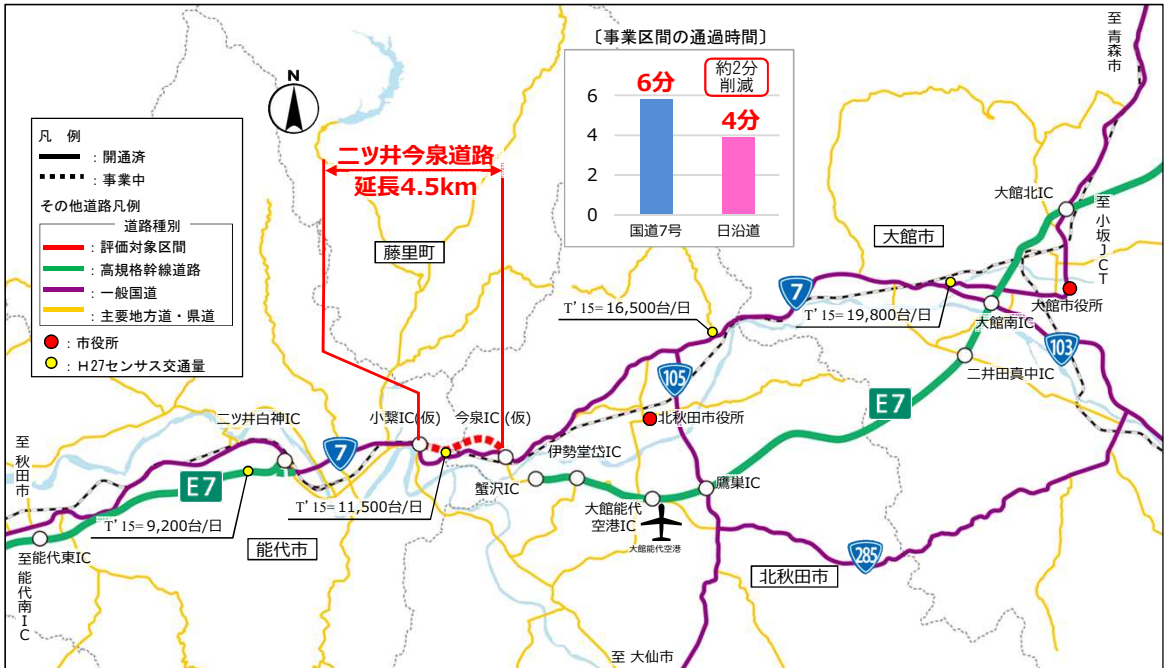 至 青森市
〔事業区間の通過時間〕
6分
約2分
削減
4分
6
4
2
0
国道7号
日沿道
N
凡 例
：開通済
：事業中
その他道路凡例
道路種別
：評価対象区間
：高規格幹線道路
：一般国道
：主要地方道・県道
：市役所
：H27センサス交通量
二ツ井今泉道路
延長4.5km
藤里町
大館市
大館北IC
至 小坂JCT
7
T’15=16,500台/日
T’15=19,800台/日
大館市役所
大館南IC
103
二井田真中IC
105
E7
北秋田市役所
二ツ井白神IC
小繋IC(仮)
今泉IC(仮)
7
伊勢堂岱IC
至 秋田市
E7
蟹沢IC
鷹巣IC
T’15=11,500台/日
大館能代
空港IC
T’15=9,200台/日
大館能代空港
能代市
至能代東IC
285
北秋田市
至 能代南IC
至 大仙市